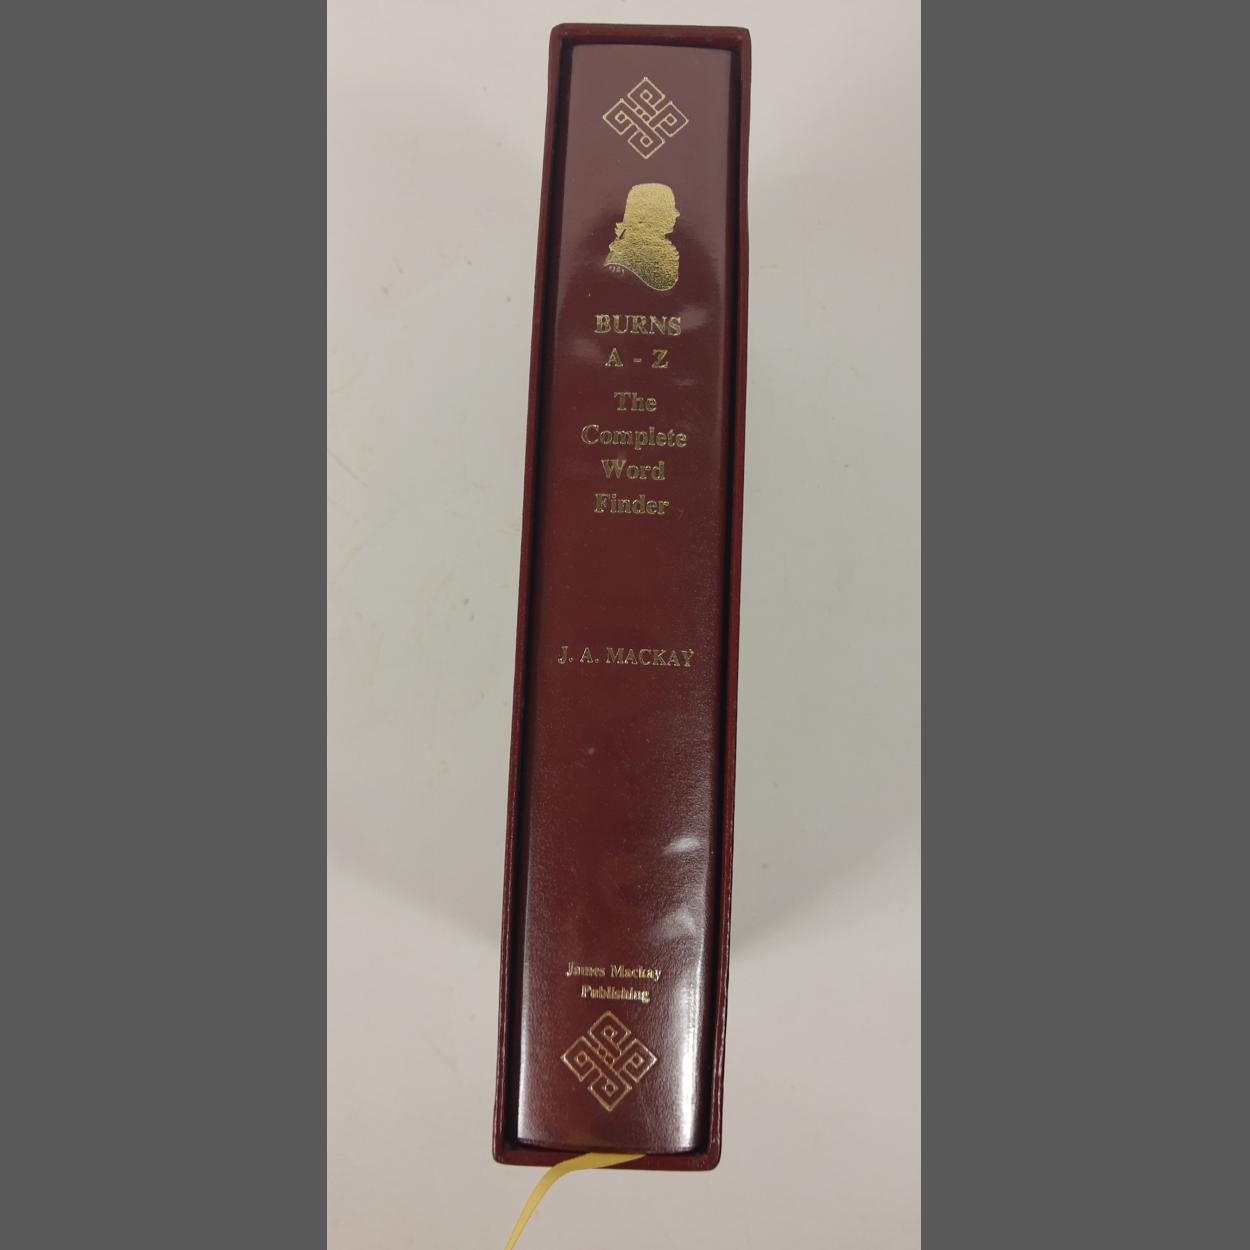 BURNS
A - Z
The
Complete
Word
Finder
J. A. MACKAY
James Mackay
Publishing